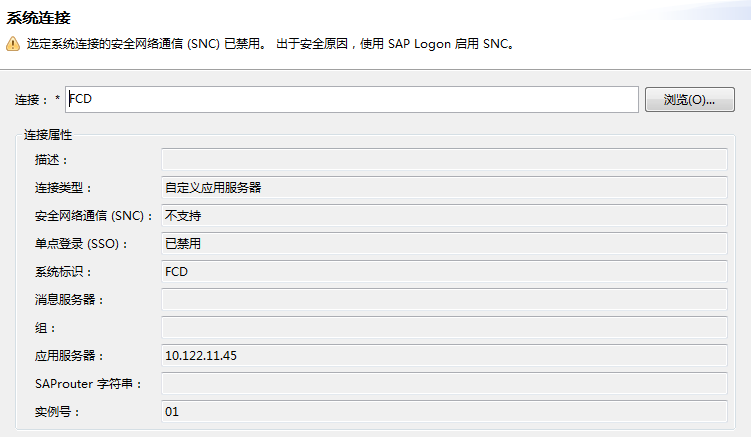 系统连接
选定系统连接的安全网络通信 (SNC) 已禁用。 出于安全原因，使用 SAP Logon 启用 SNC。
连接： * FCD 浏览(O)...
连接属性
描述：
连接类型： 自定义应用服务器
安全网络通信 (SNC)： 不支持
单点登录 (SSO)： 已禁用
系统标识： FCD
消息服务器：
组：
应用服务器： 10.122.11.45
SAProuter 字符串：
实例号： 01